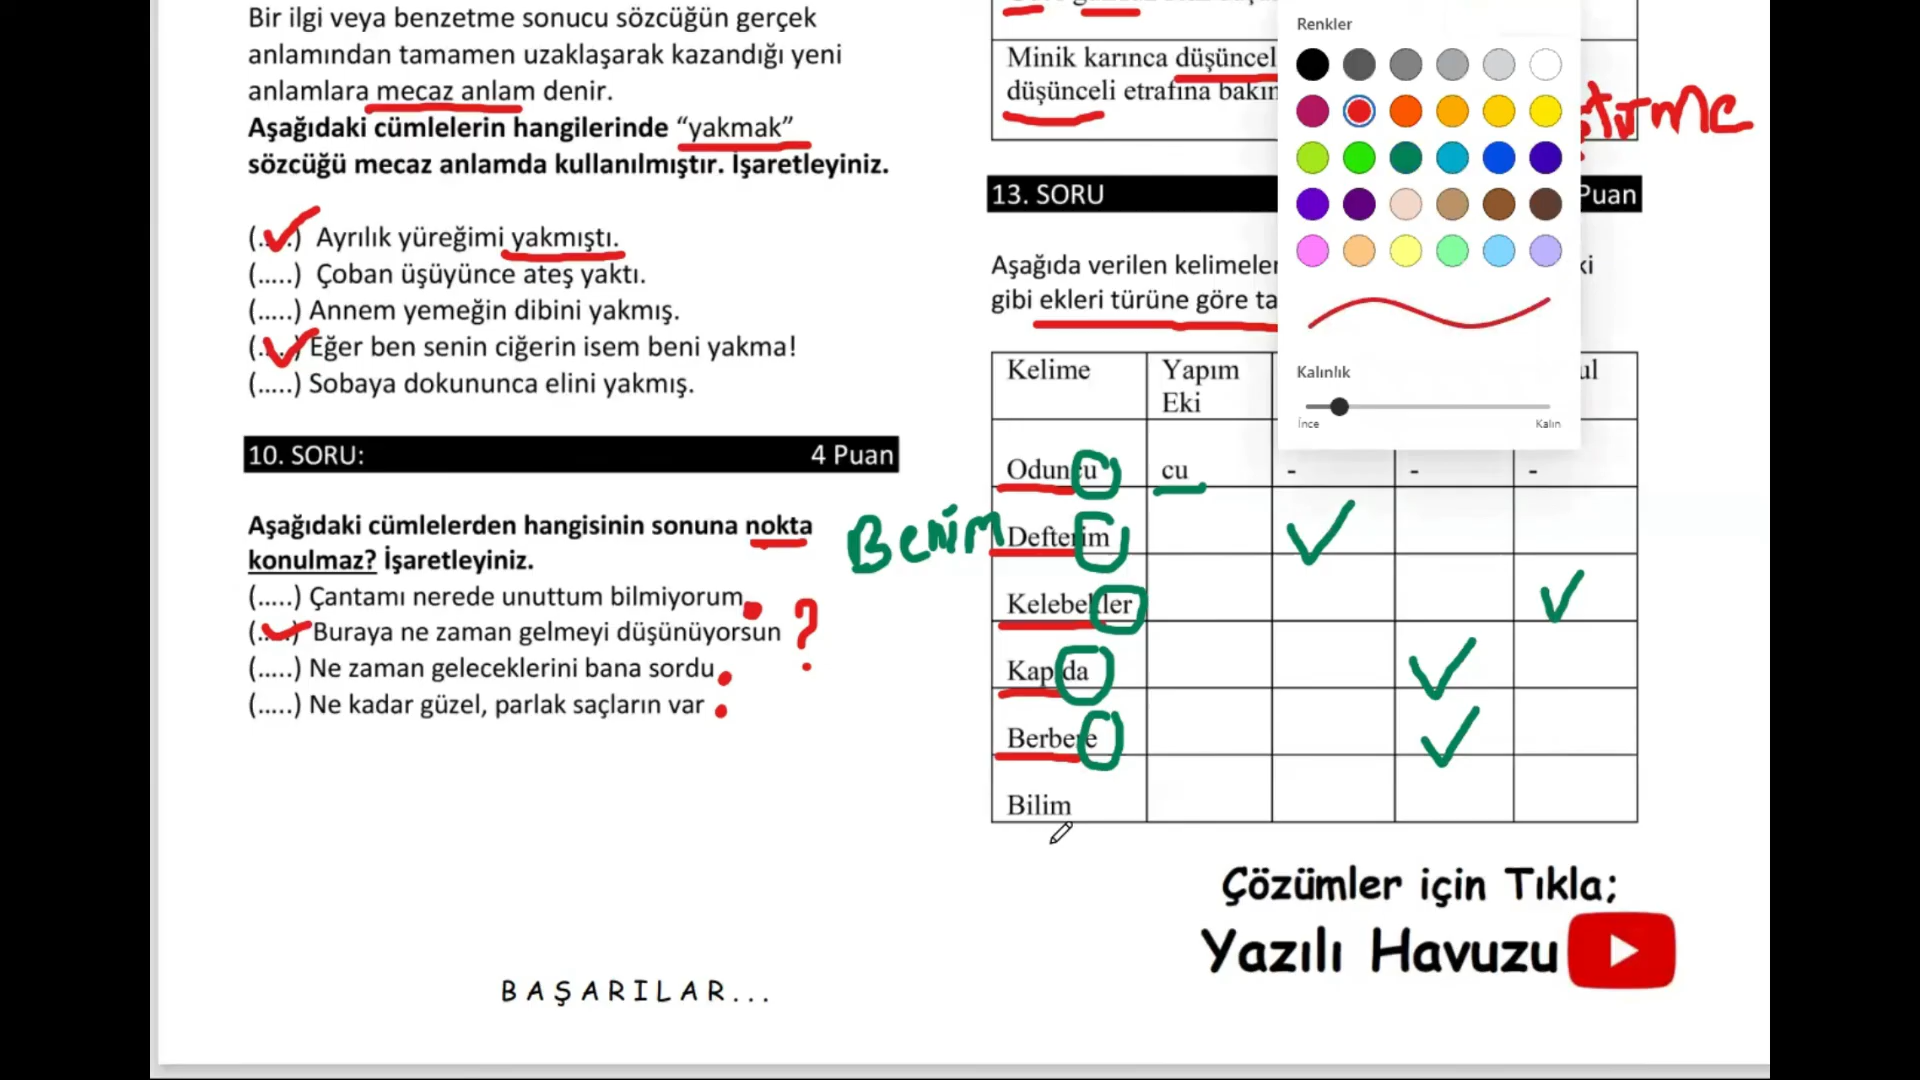 Bir ilgi veya benzetme sonucu sözcüğün gerçek
anlamından tamamen uzaklaşarak kazandığı yeni
anlamlara mecaz anlam denir.
Aşağıdaki cümlelerin hangilerinde “yakmak”
sözcüğü mecaz anlamda kullanılmıştır. İşaretleyiniz.
(.....) Ayrılık yüreğimi yakmıştı.
(.....) Çoban üşüyünce ateş yaktı.
(.....) Annem yemeğin dibini yakmış.
(.....) Eğer ben senin ciğerin isem beni yakma!
(.....) Sobaya dokununca elini yakmış.
10. SORU: 4 Puan
Aşağıdaki cümlelerden hangisinin sonuna nokta
konulmaz? İşaretleyiniz.
(.....) Çantamı nerede unuttum bilmiyorum.
(.....) Buraya ne zaman gelmeyi düşünüyorsun ?
(.....) Ne zaman geleceklerini bana sordu.
(.....) Ne kadar güzel, parlak saçların var.
BAŞARILAR...
Minik karınca
düşünceli etrafına
13. SORU Puan
Aşağıda verilen
gibi ekleri türüne göre
Kelime Yapım
Eki
Oduncu cu - - -
Benim Defterim
Kelebekler
Kapıda
Berbere
Bilim
Çözümler için Tıkla;
Yazılı Havuzu
Renkler
Kalınlık
İnce Kalın